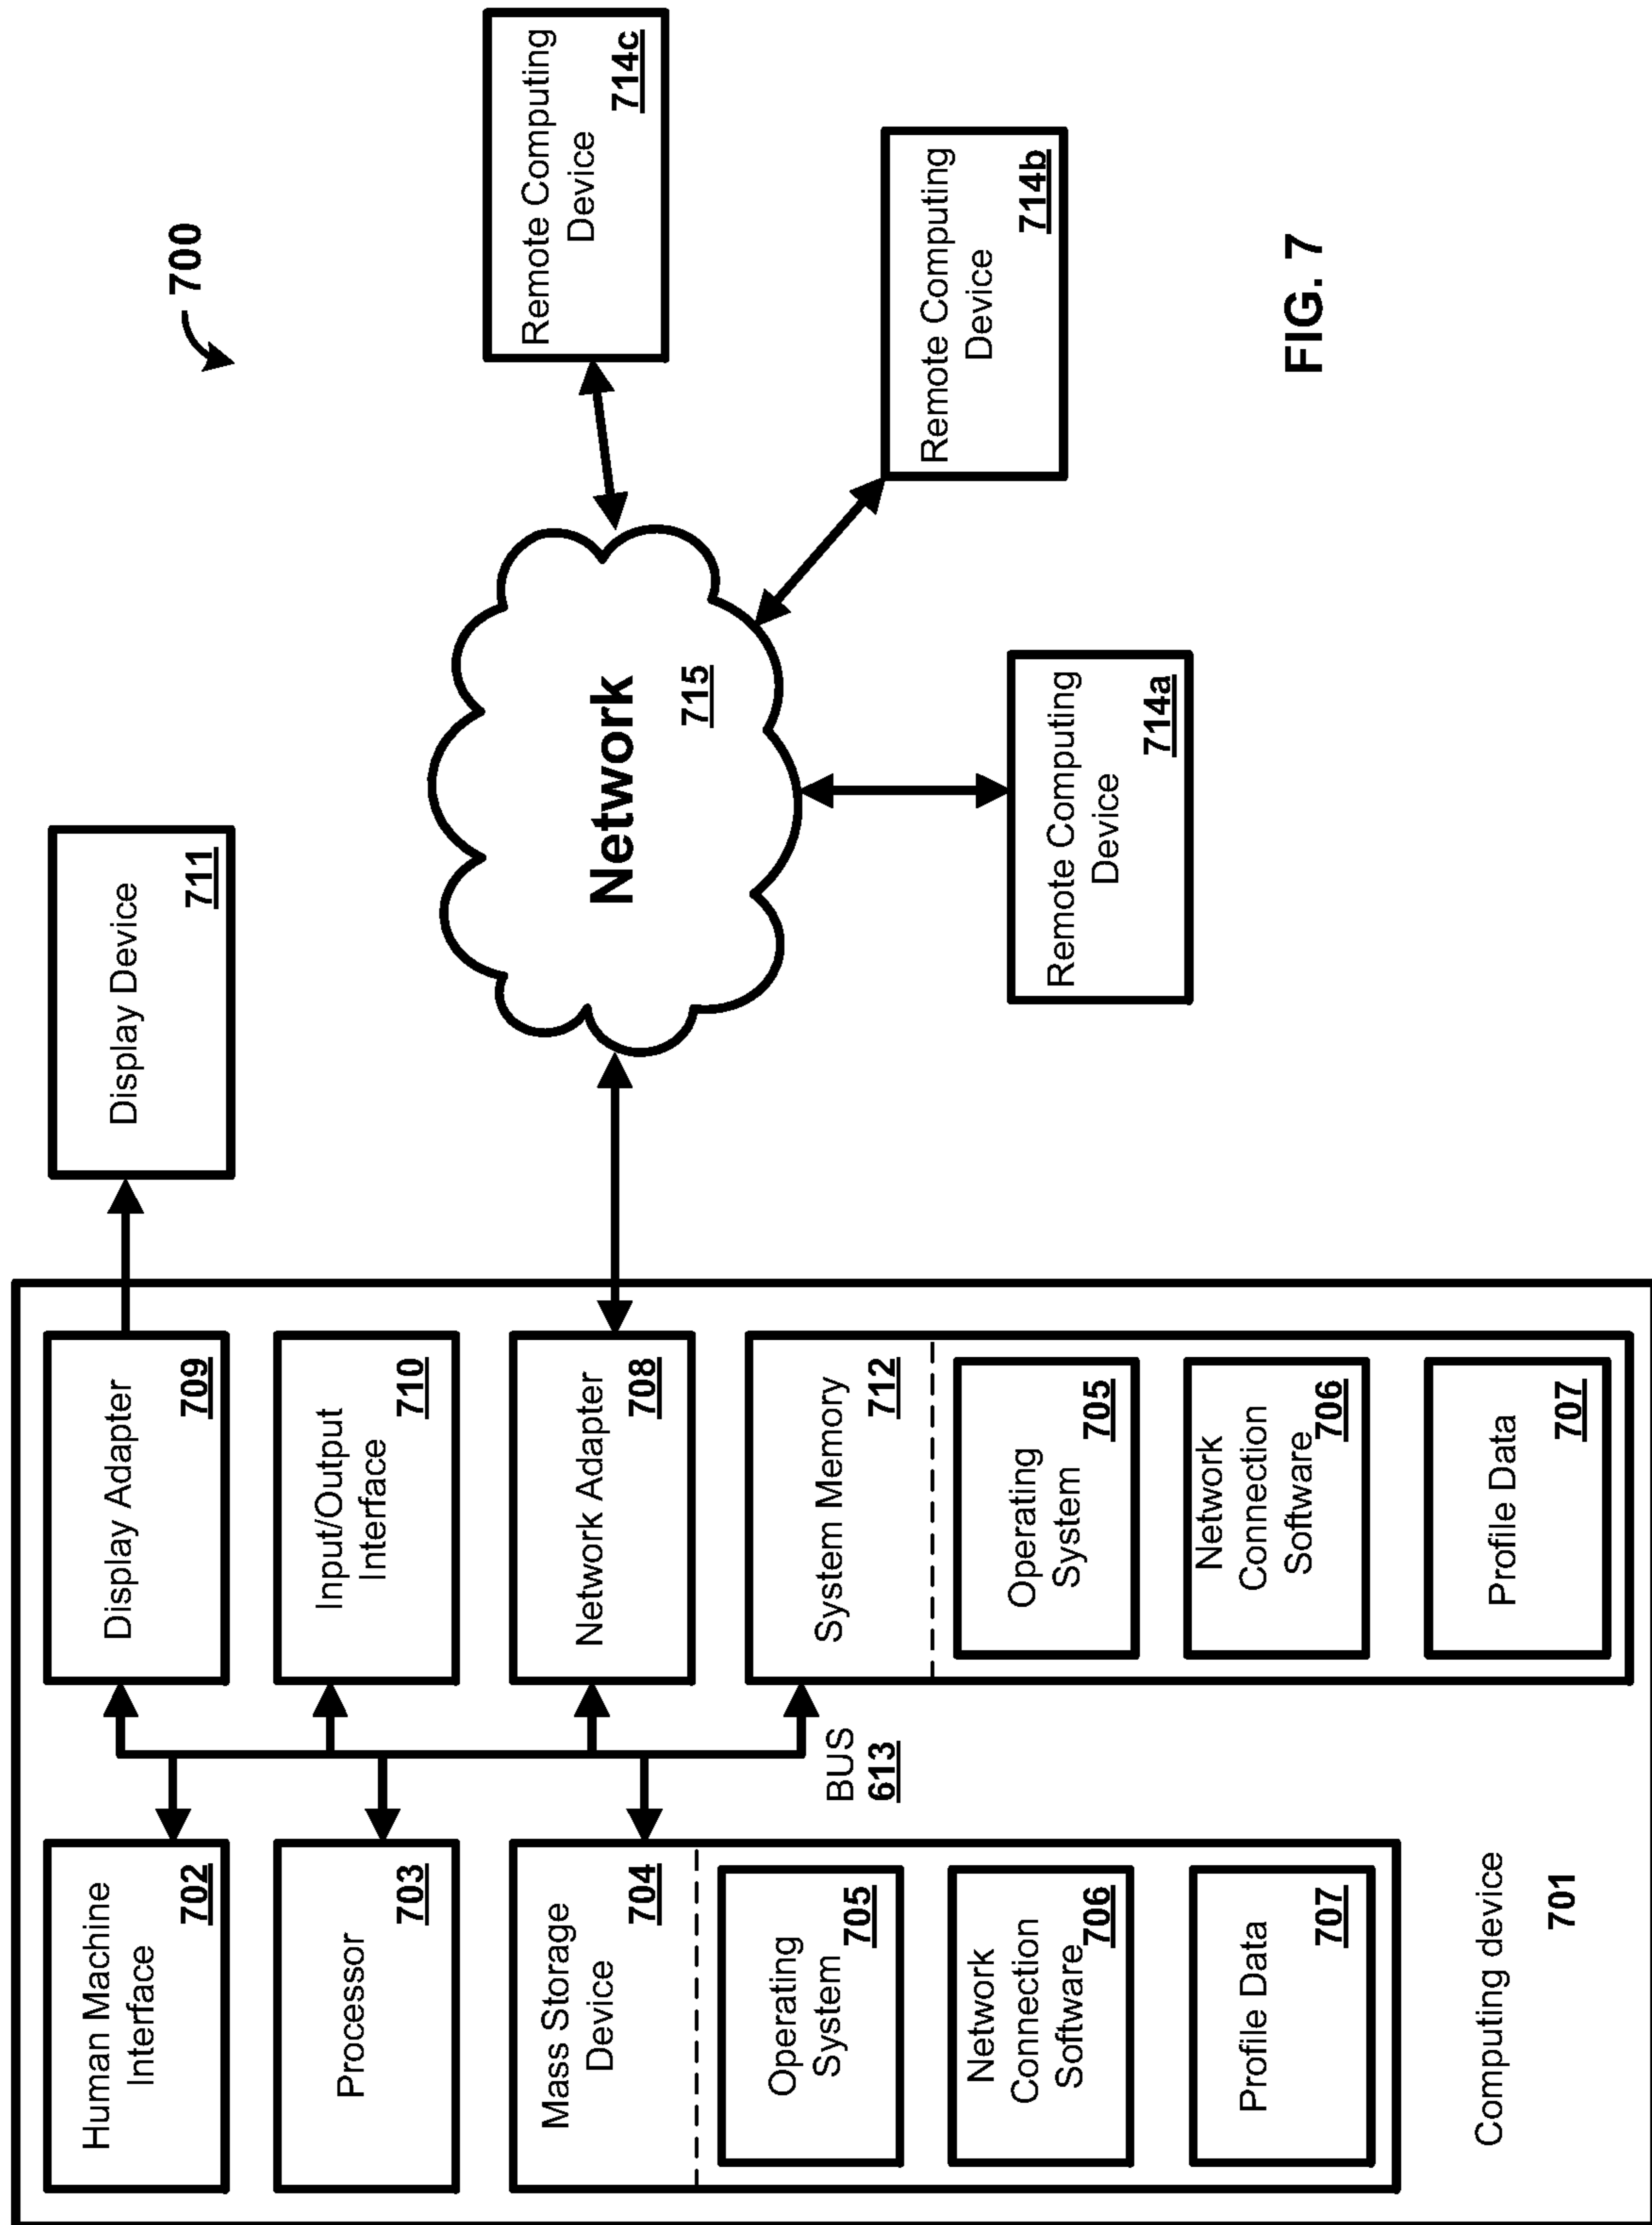 700
Human Machine
Interface
702
Processor
703
Mass Storage
Device
704
Operating
System
705
Network
Connection
Software
706
Profile Data
707
Computing device
701
BUS
613
Display Adapter
709
Input/Output
Interface
710
Network Adapter
708
System Memory
712
Operating
System
705
Network
Connection
Software
706
Profile Data
707
Display Device
711
Network
715
Remote Computing
Device
714a
Remote Computing
Device
714b
Remote Computing
Device
714c
FIG. 7